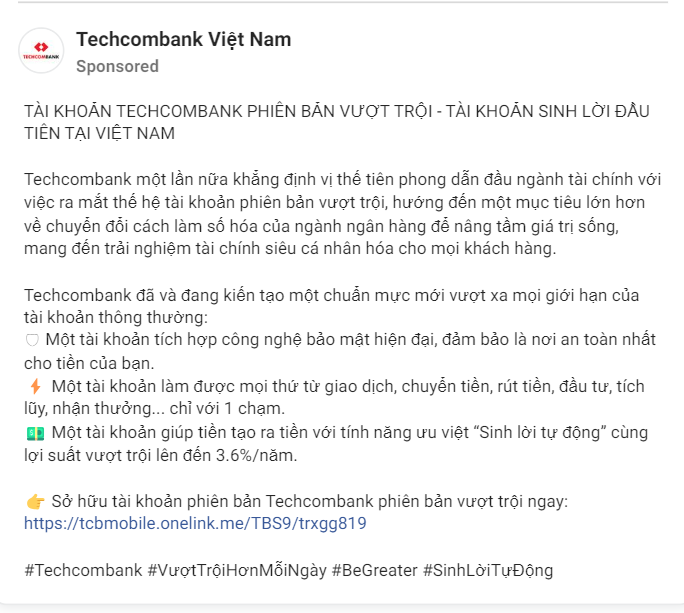 Techcombank Việt Nam
TECHCOMBANK
Sponsored
TÀI KHOẢN TECHCOMBANK PHIÊN BẢN VƯỢT TRỘI - TÀI KHOẢN SINH LỜI ĐẦU
TIÊN TẠI VIỆT NAM
Techcombank một lần nữa khẳng định vị thế tiên phong dẫn đầu ngành tài chính với
việc ra mắt thế hệ tài khoản phiên bản vượt trội, hướng đến một mục tiêu lớn hơn
về chuyển đổi cách làm số hóa của ngành ngân hàng để nâng tầm giá trị sống,
mang đến trải nghiệm tài chính siêu cá nhân hóa cho mọi khách hàng.
Techcombank đã và đang kiến tạo một chuẩn mực mới vượt xa mọi giới hạn của
tài khoản thông thường:
🛡 Một tài khoản tích hợp công nghệ bảo mật hiện đại, đảm bảo là nơi an toàn nhất
cho tiền của bạn.
⚡ Một tài khoản làm được mọi thứ từ giao dịch, chuyển tiền, rút tiền, đầu tư, tích
lũy, nhận thưởng... chỉ với 1 chạm.
💵 Một tài khoản giúp tiền tạo ra tiền với tính năng ưu việt “Sinh lời tự động” cùng
lợi suất vượt trội lên đến 3.6%/năm.
👉 Sở hữu tài khoản phiên bản Techcombank phiên bản vượt trội ngay:
https://tcbmobile.onelink.me/TBS9/trxgg819
#Techcombank #VượtTrộiHơnMỗiNgày #BeGreater #SinhLờiTựĐộng